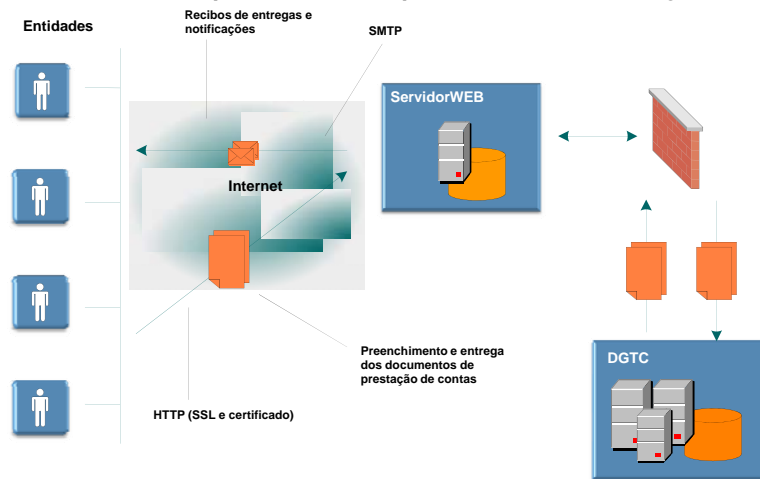 Entidades
Recibos de entregas e
notificações
SMTP
ServidorWEB
Internet
Preenchimento e entrega
dos documentos de
prestação de contas
HTTP (SSL e certificado)
DGTC